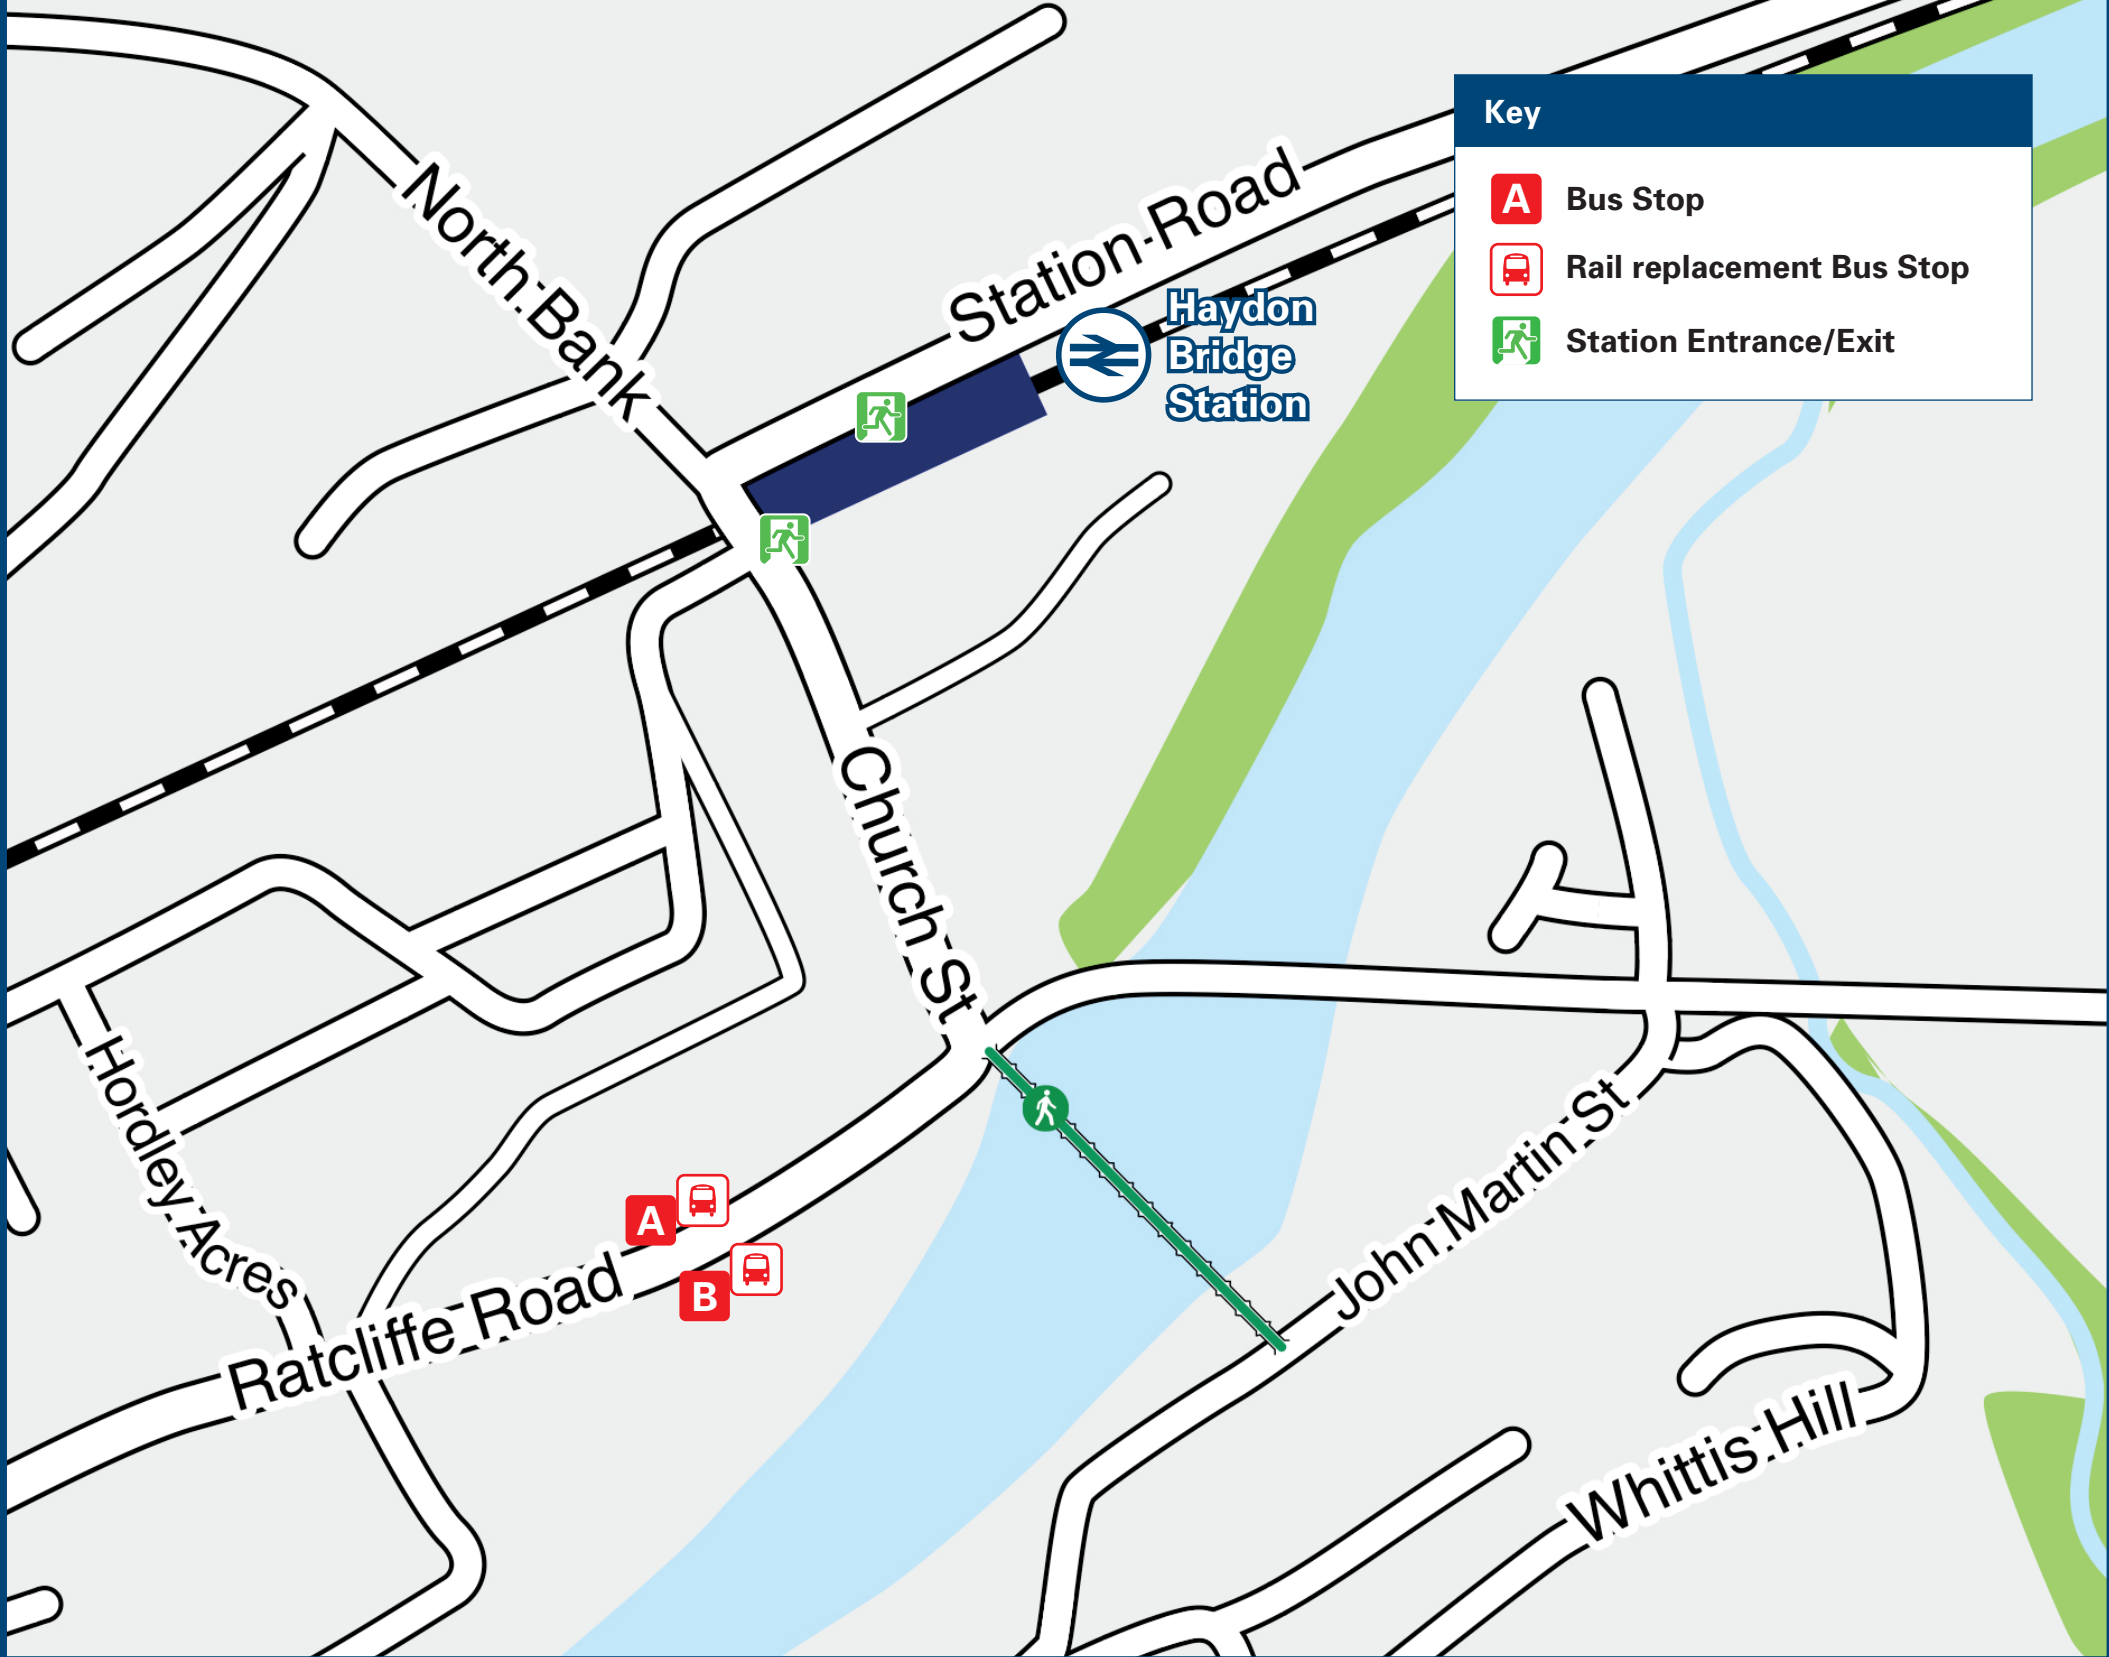 Key
A Bus Stop
Rail replacement Bus Stop
Station Entrance/Exit
North Bank
Station Road
Haydon
Bridge
Station
Church St
Hordley Acres
A
B
Ratcliffe Road
John Martin St
Whittis Hill